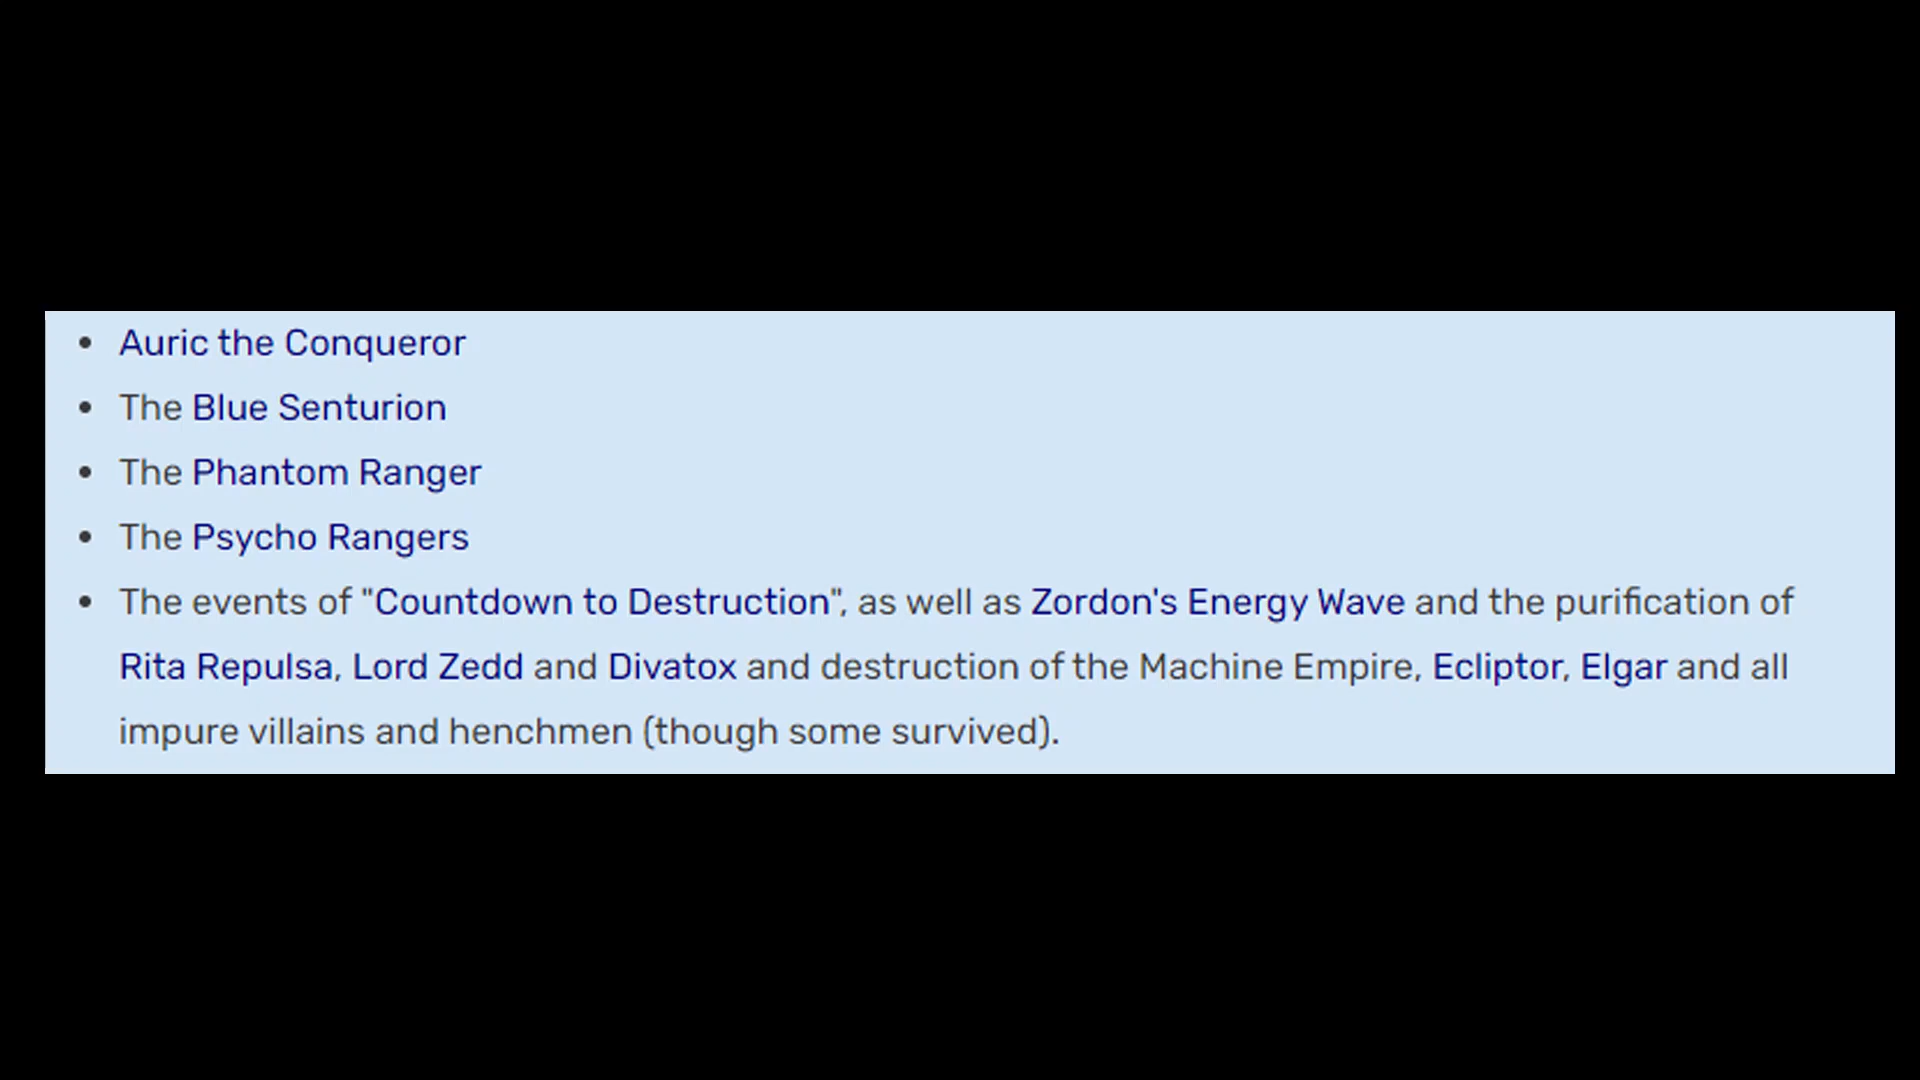 • Auric the Conqueror
• The Blue Senturion
• The Phantom Ranger
• The Psycho Rangers
• The events of "Countdown to Destruction", as well as Zordon's Energy Wave and the purification of
Rita Repulsa, Lord Zedd and Divatox and destruction of the Machine Empire, Ecliptor, Elgar and all
impure villains and henchmen (though some survived).